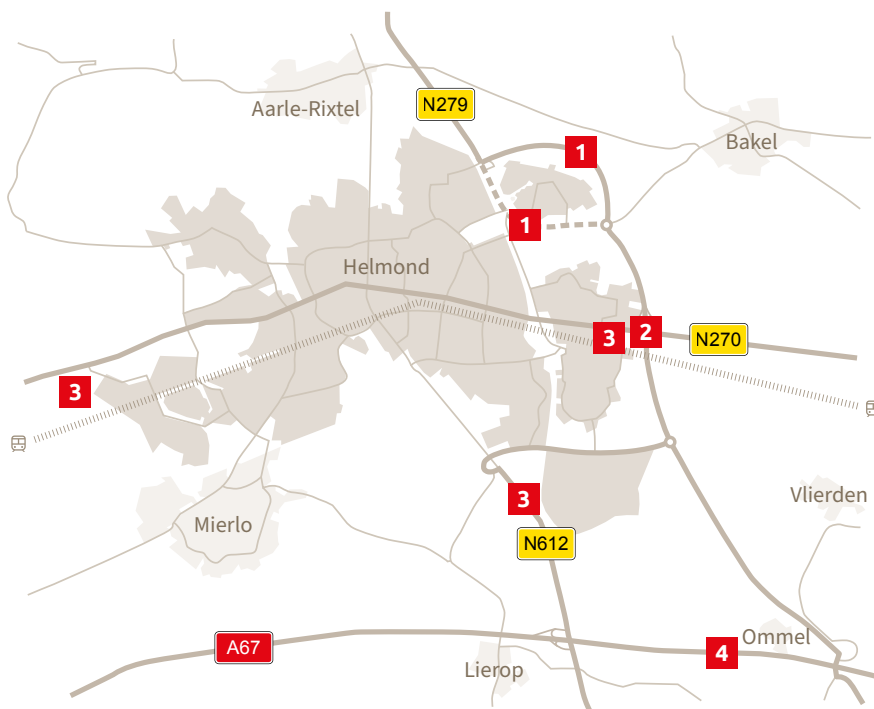 N279
Aarle-Rixtel
Bakel
1
1
Helmond
3
2
N270
3
3
Vlierden
Mierlo
N612
Ommel
A67
4
Lierop